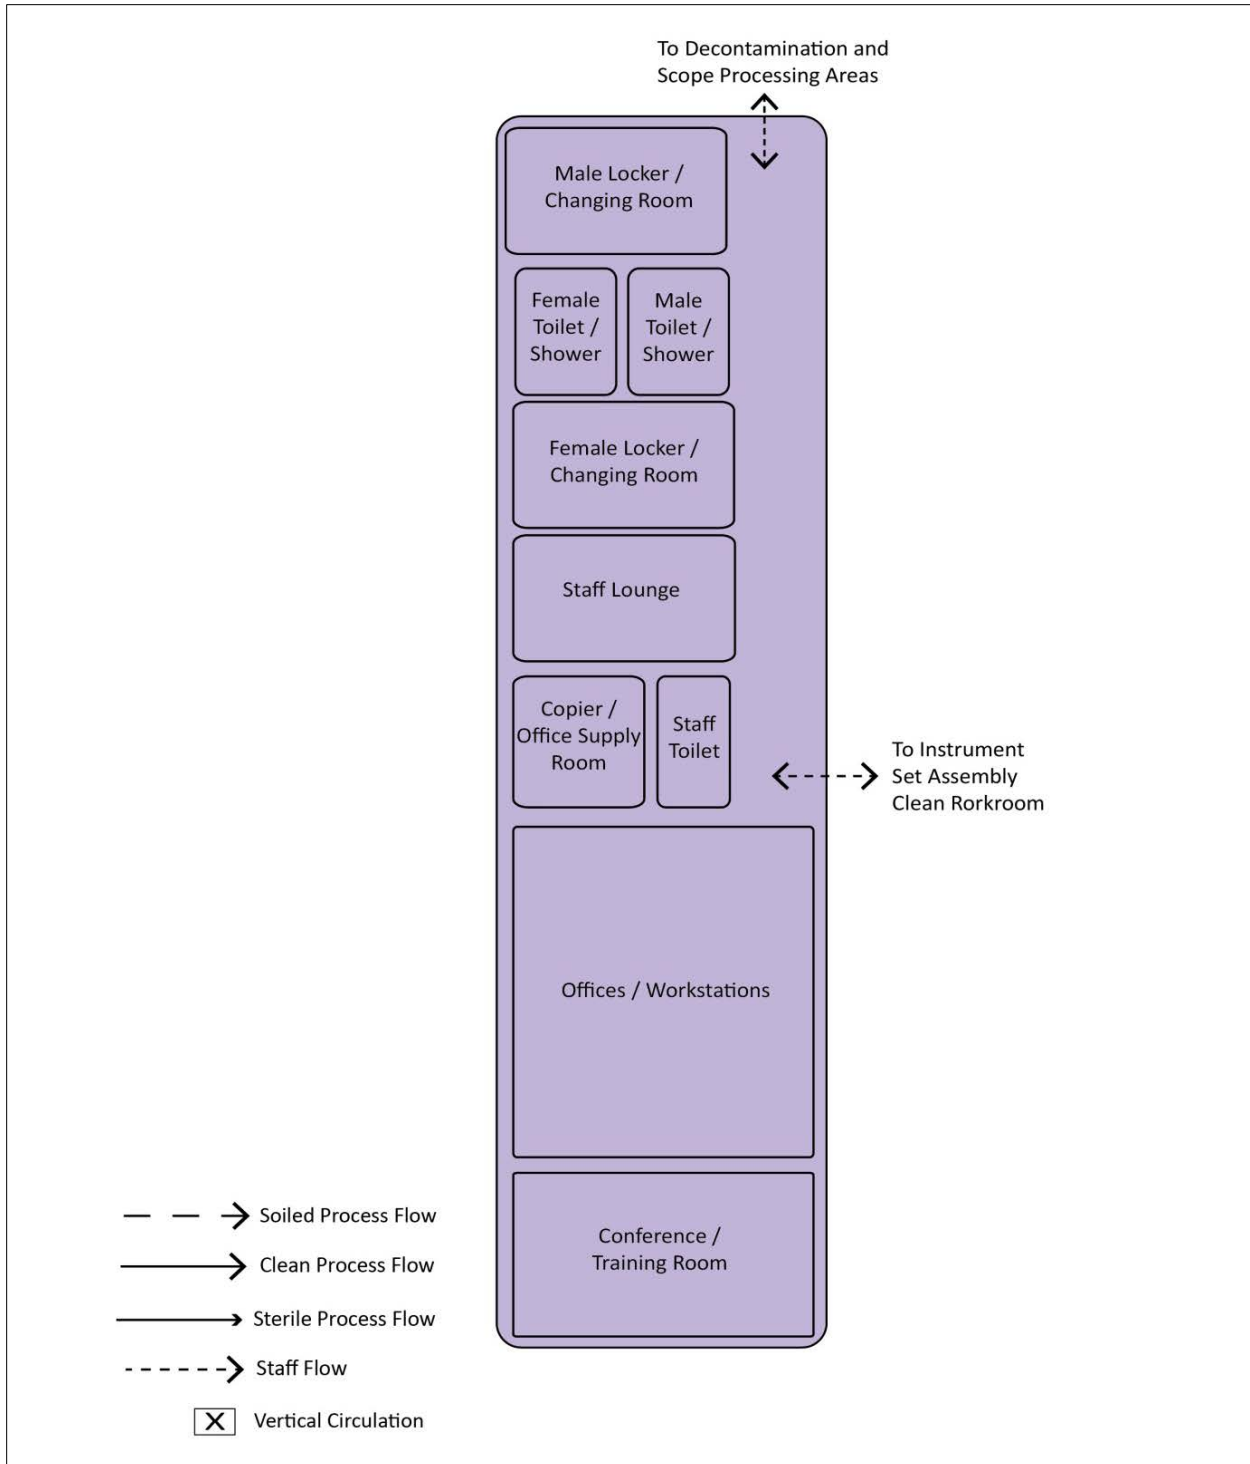 To Decontamination and
Scope Processing Areas
Male Locker /
Changing Room
Female
Toilet /
Shower
Male
Toilet /
Shower
Female Locker /
Changing Room
Staff Lounge
Copier /
Office Supply
Room
Staff
Toilet
To Instrument
Set Assembly
Clean Rorkroom
Offices / Workstations
Conference /
Training Room
Soiled Process Flow
Clean Process Flow
Sterile Process Flow
Staff Flow
X Vertical Circulation